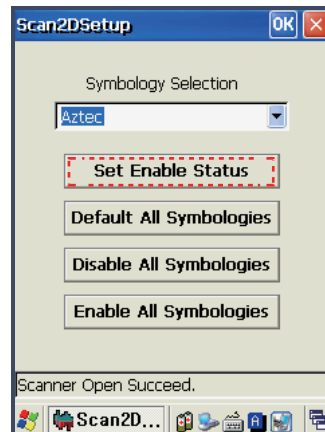 Scan2DSetup OK
Symbology Selection
Aztec
Set Enable Status
Default All Symbologies
Disable All Symbologies
Enable All Symbologies
Scanner Open Succeed.
Scan2D... A